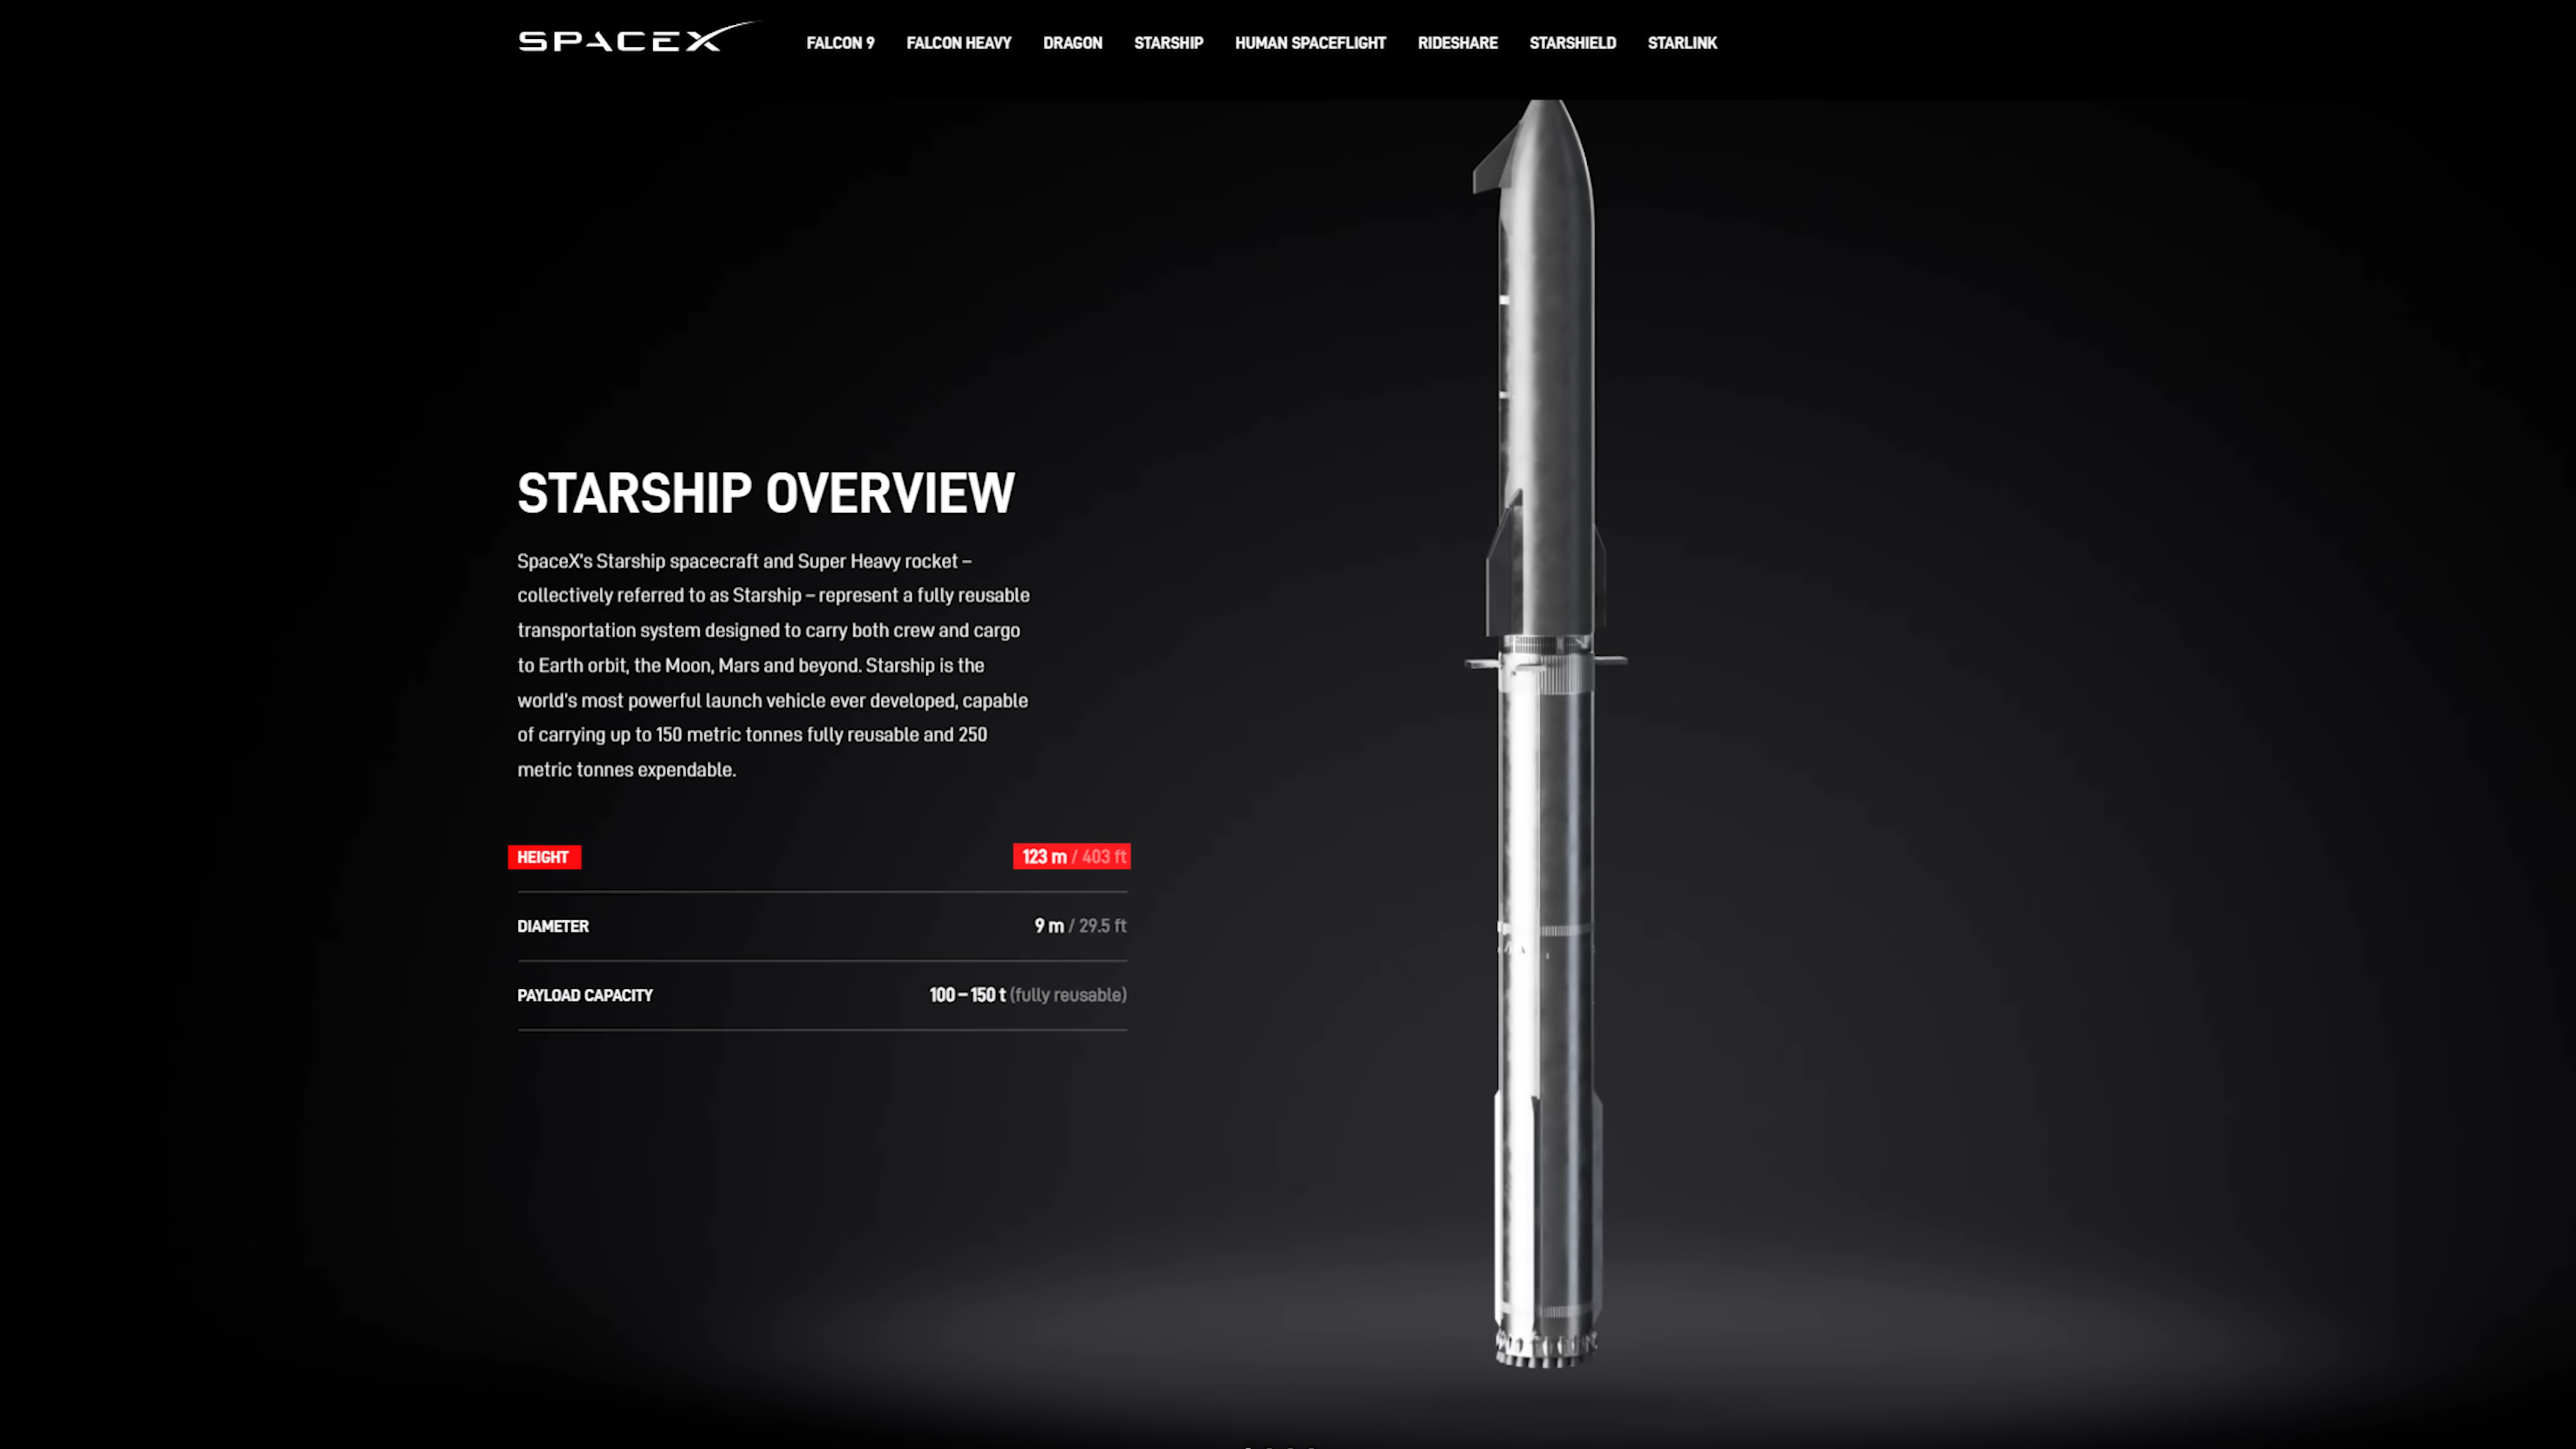 SPACEX
FALCON 9 FALCON HEAVY DRAGON STARSHIP HUMAN SPACEFLIGHT RIDESHARE STARSHIELD STARLINK
STARSHIP OVERVIEW
SpaceX's Starship spacecraft and Super Heavy rocket –
collectively referred to as Starship – represent a fully reusable
transportation system designed to carry both crew and cargo
to Earth orbit, the Moon, Mars and beyond. Starship is the
world's most powerful launch vehicle ever developed, capable
of carrying up to 150 metric tonnes fully reusable and 250
metric tonnes expendable.
HEIGHT 123 m / 403 ft
DIAMETER 9 m / 29.5 ft
PAYLOAD CAPACITY 100 – 150 t (fully reusable)